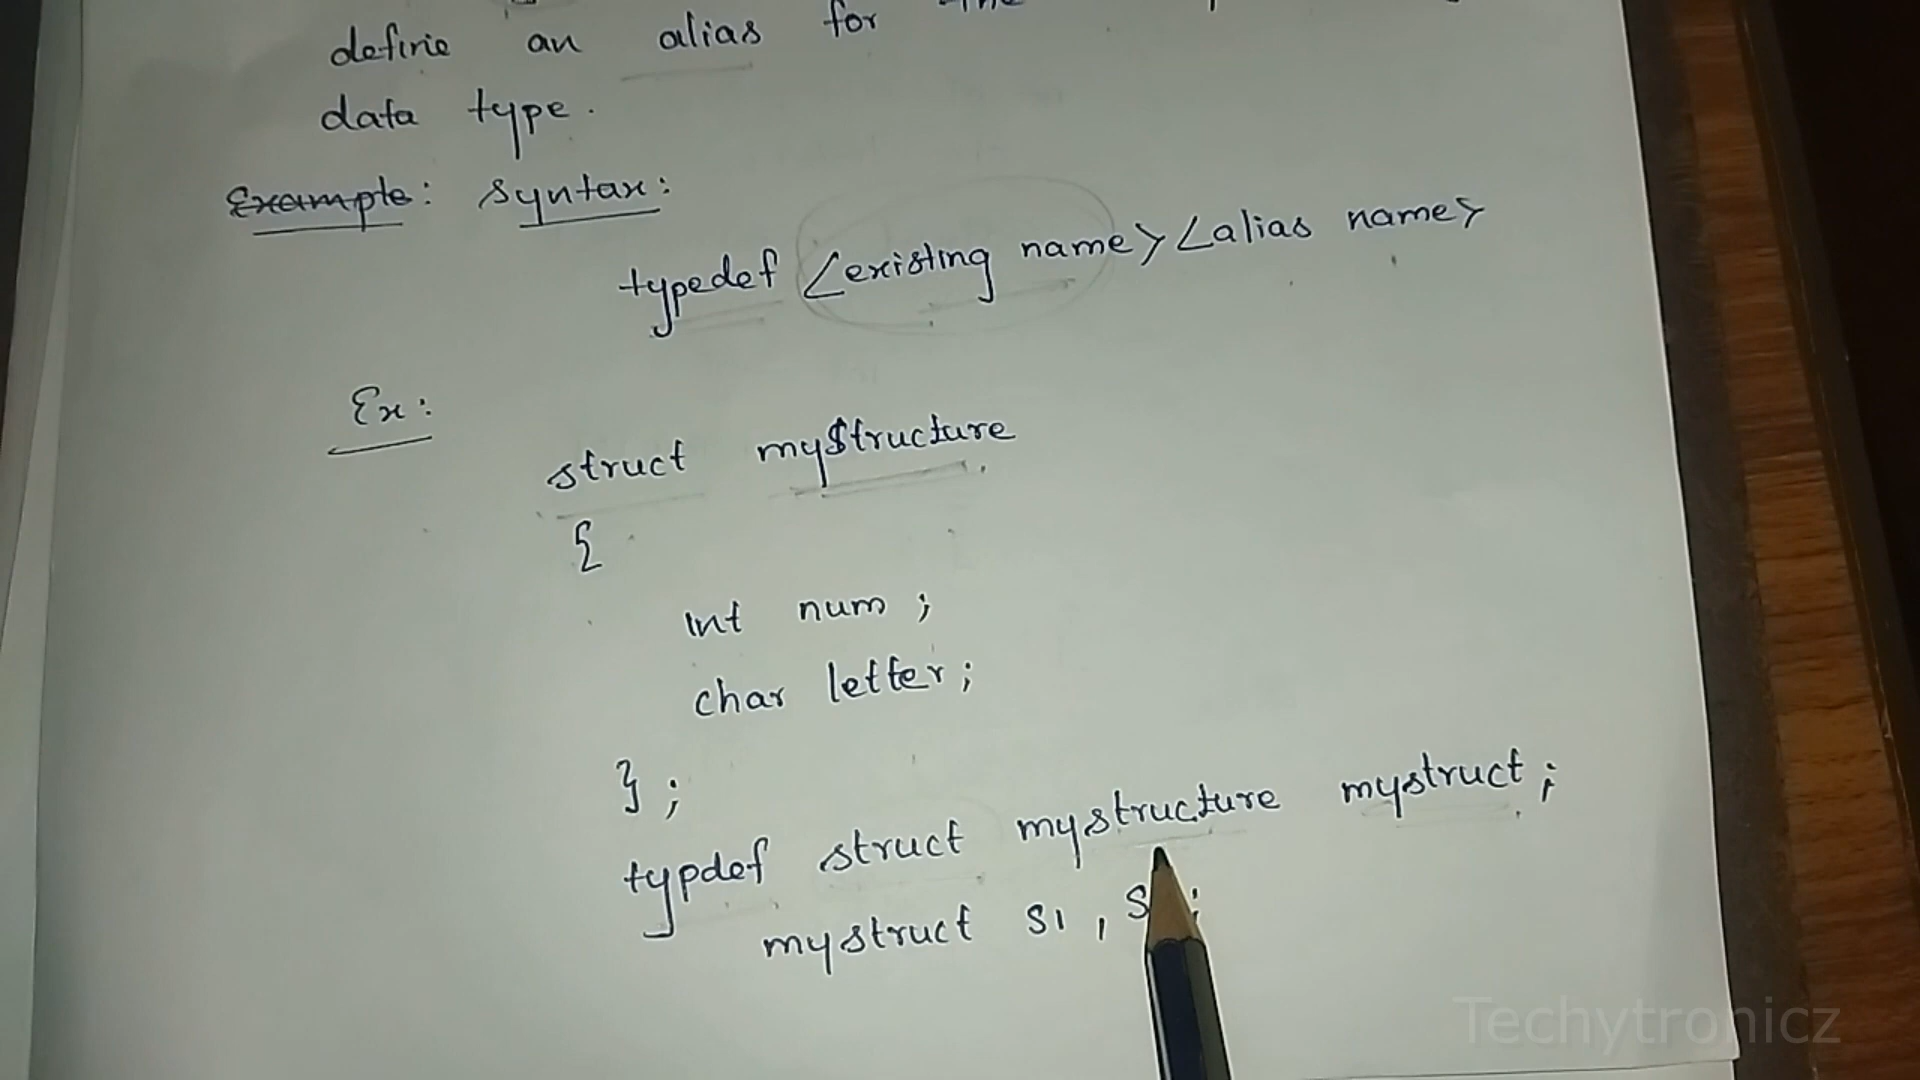 define an alias for the
data type.
Example: Syntax:
typedef <existing name><alias name>
Ex:
struct mystructure
{
int num ;
char letter;
} ;
typdef struct mystructure mystruct;
mystruct s1 , s ;
Techytronicz